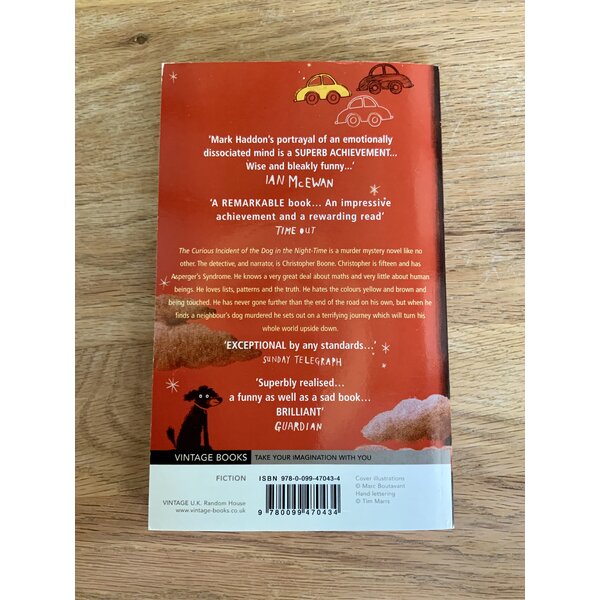 'Mark Haddon's portrayal of an emotionally
dissociated mind is a SUPERB ACHIEVEMENT...
Wise and bleakly funny...'
IAN McEWAN
'A REMARKABLE book... An impressive
achievement and a rewarding read'
TIME OUT
The Curious Incident of the Dog in the Night-Time is a murder mystery novel like no
other. The detective, and narrator, is Christopher Boone. Christopher is fifteen and has
Asperger's Syndrome. He knows a very great deal about maths and very little about human
beings. He loves lists, patterns and the truth. He hates the colours yellow and brown and
being touched. He has never gone further than the end of the road on his own, but when he
finds a neighbour's dog murdered he sets out on a terrifying journey which will turn his
whole world upside down.
'EXCEPTIONAL by any standards...'
SUNDAY TELEGRAPH
'Superbly realised...
a funny as well as a sad book...
BRILLIANT'
GUARDIAN
VINTAGE BOOKS TAKE YOUR IMAGINATION WITH YOU
FICTION
VINTAGE U.K. Random House
www.vintage-books.co.uk
ISBN 978-0-099-47043-4
9 780099 470434
Cover illustrations
© Marc Boutavant
Hand lettering
© Tim Marrs